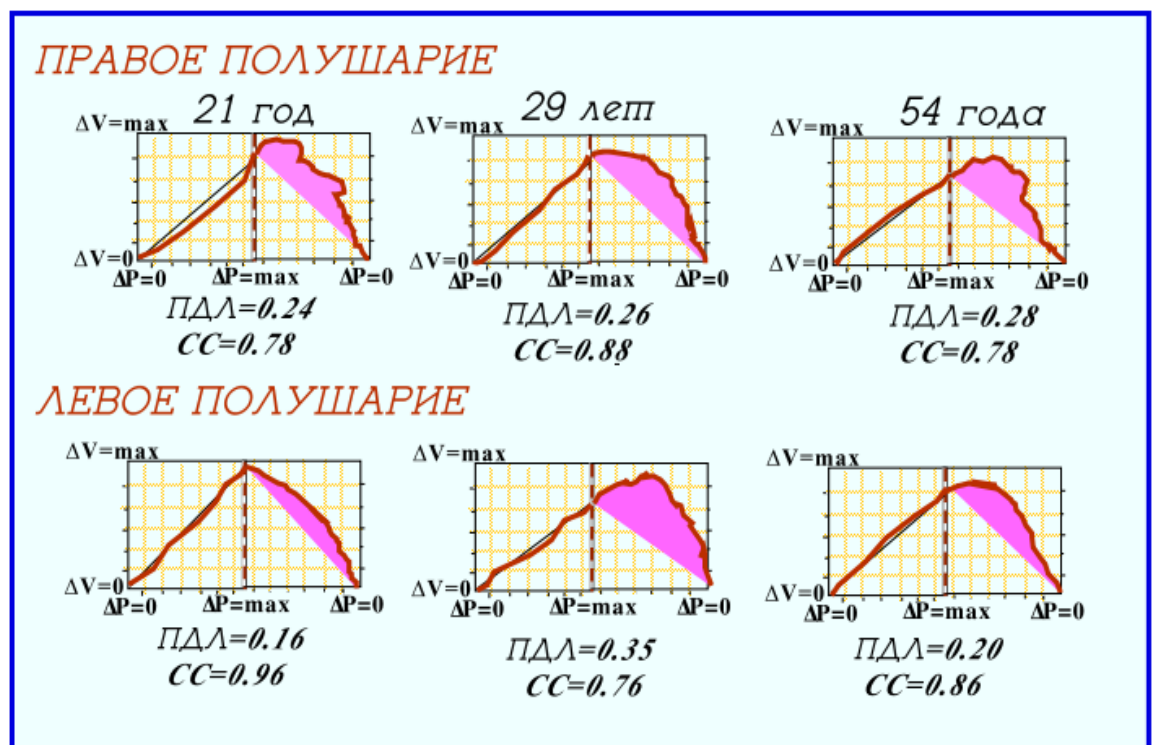 ПРАВОЕ ПОЛУШАРИЕ
21 год
ΔV=max
ΔV=0
ΔP=0 ΔP=max ΔP=0
ПДЛ=0.24
СС=0.78
29 лет
ΔV=max
ΔV=0
ΔP=0 ΔP=max ΔP=0
ПДЛ=0.26
СС=0.88
54 года
ΔV=max
ΔV=0
ΔP=0 ΔP=max ΔP=0
ПДЛ=0.28
СС=0.78
ЛЕВОЕ ПОЛУШАРИЕ
ΔV=max
ΔV=0
ΔP=0 ΔP=max ΔP=0
ПДЛ=0.16
СС=0.96
ΔV=max
ΔV=0
ΔP=0 ΔP=max ΔP=0
ПДЛ=0.35
СС=0.76
ΔV=max
ΔV=0
ΔP=0 ΔP=max ΔP=0
ПДЛ=0.20
СС=0.86